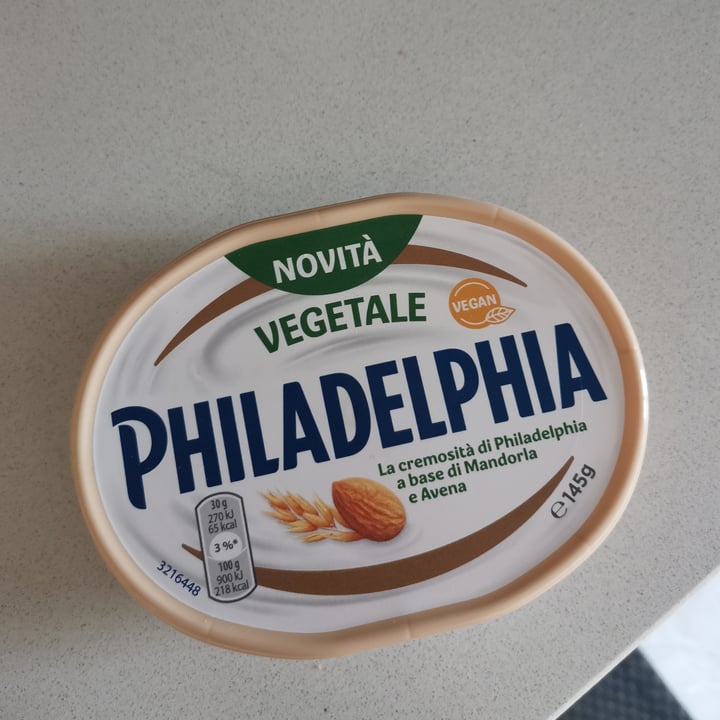 NOVITÀ
VEGETALE
VEGAN
PHILADELPHIA
La cremosità di Philadelphia
a base di Mandorla
e Avena
℮145g
30 g
270 kJ
65 kcal
3 %*
100 g
900 kJ
218 kcal
3216448